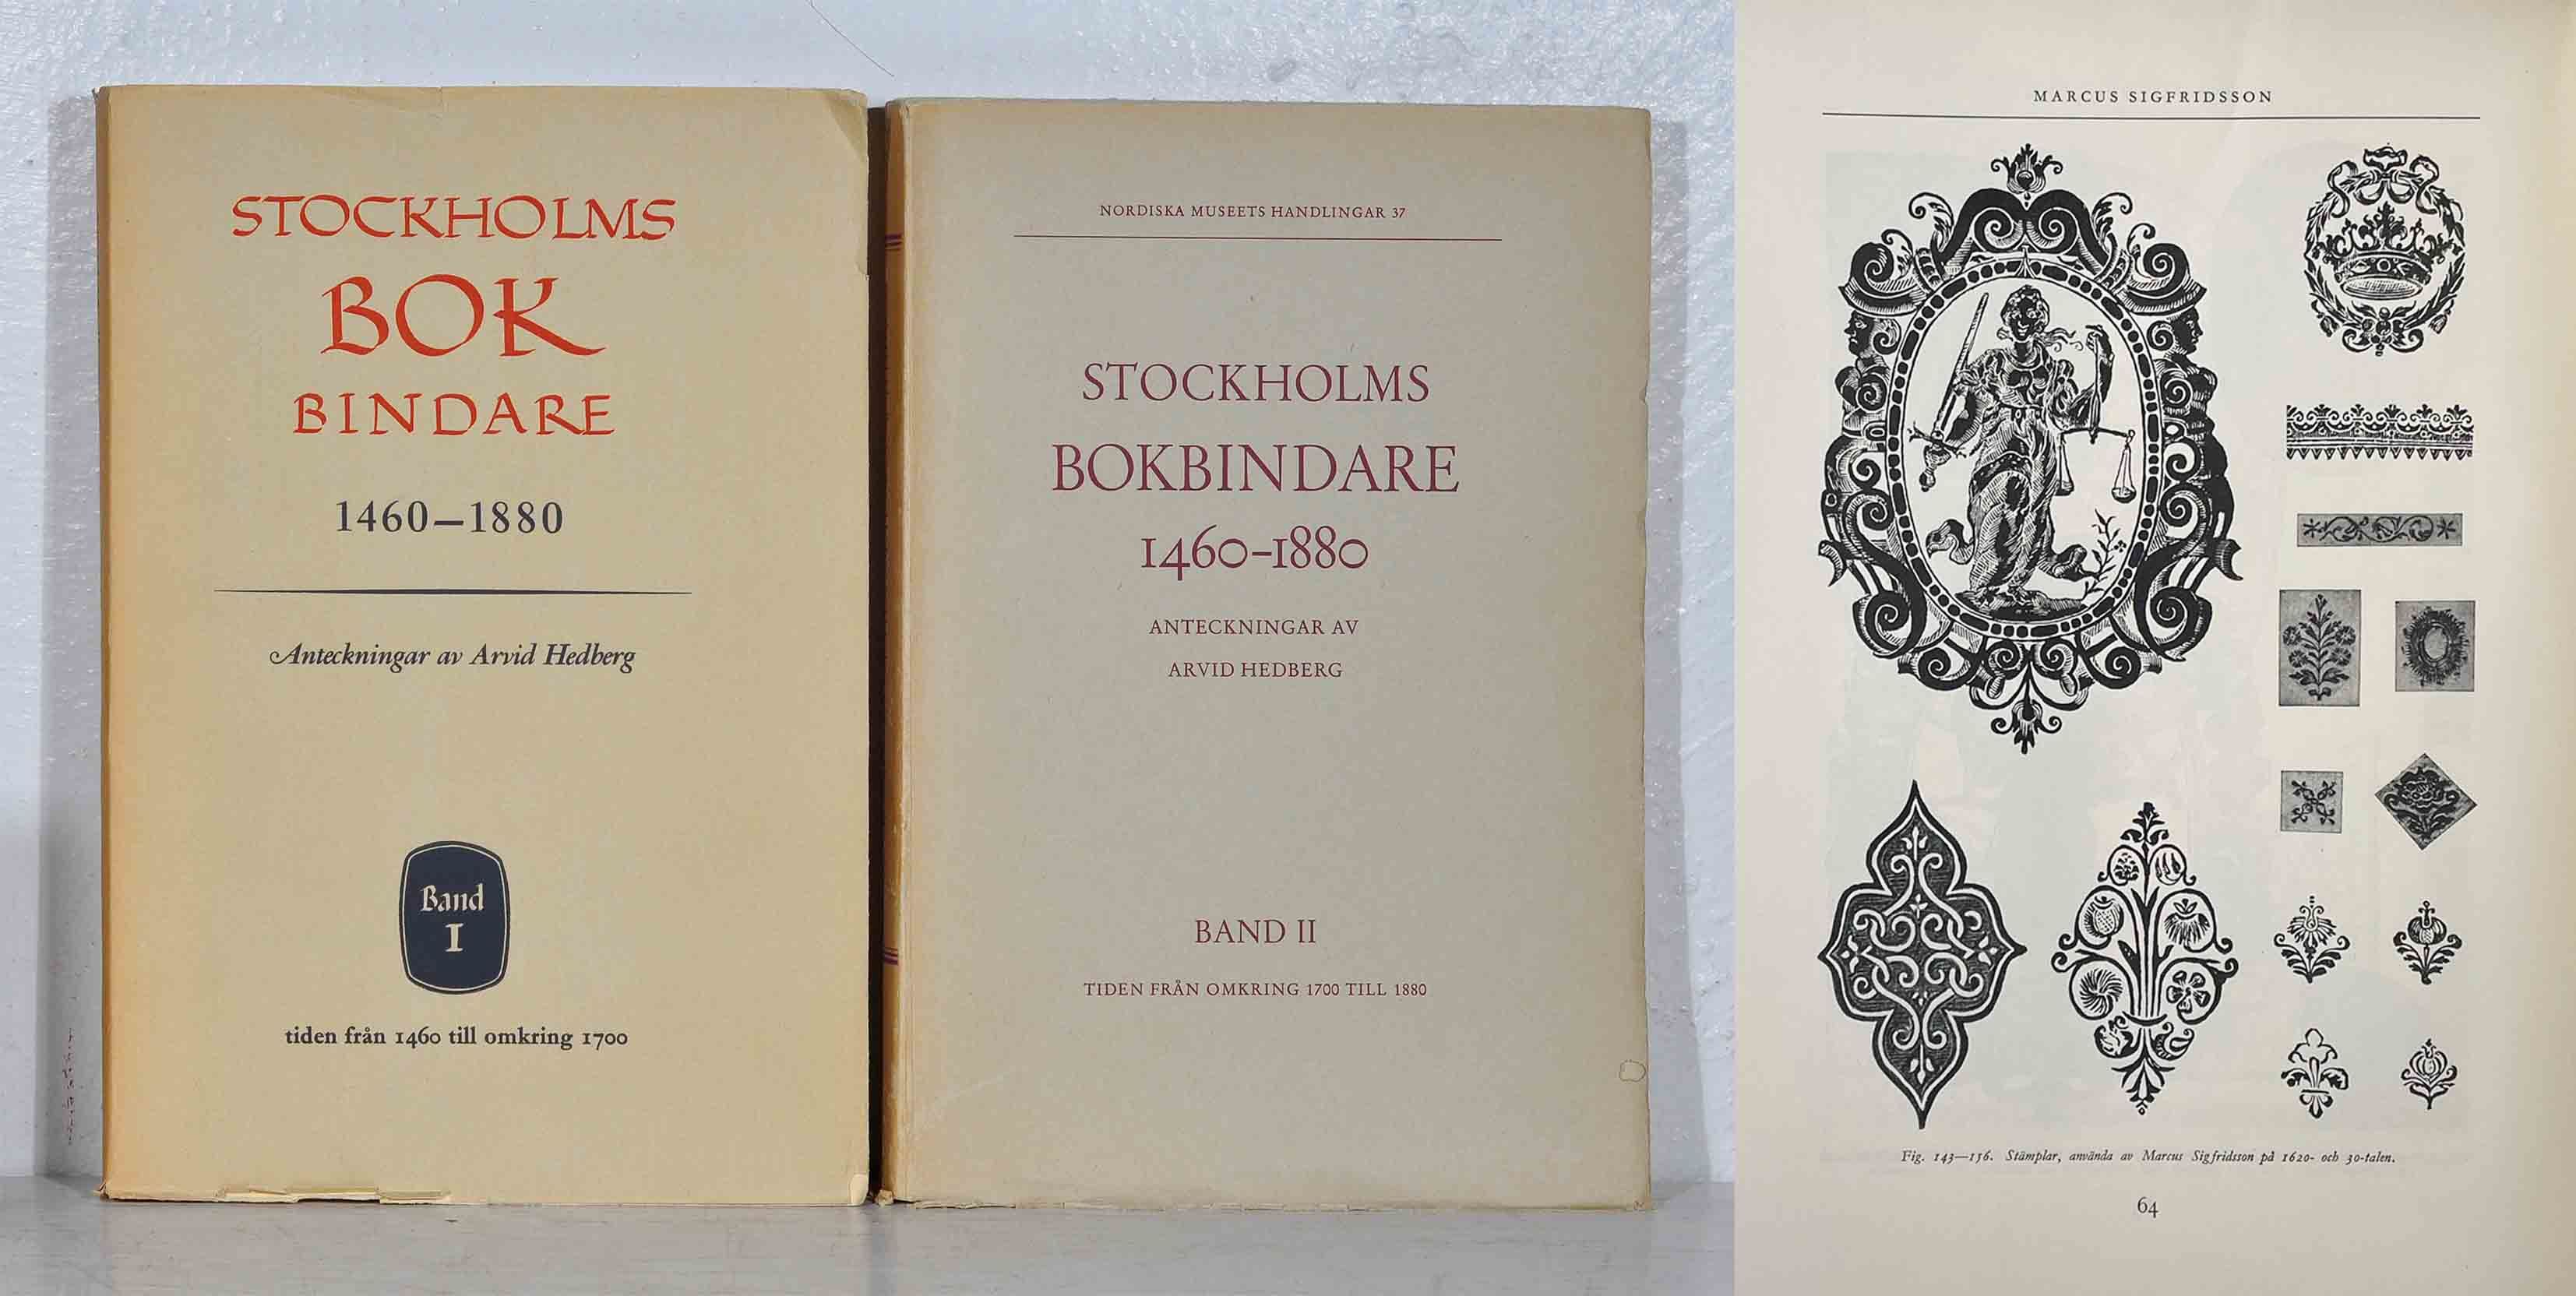 STOCKHOLMS
BOK
BINDARE
1460–1880
Anteckningar av Arvid Hedberg
Band
I
tiden från 1460 till omkring 1700
NORDISKA MUSEETS HANDLINGAR 37
STOCKHOLMS
BOKBINDARE
1460–1880
ANTECKNINGAR AV
ARVID HEDBERG
BAND II
TIDEN FRÅN OMKRING 1700 TILL 1880
MARCUS SIGFRIDSSON
Fig. 143—156. Stämplar, använda av Marcus Sigfridsson på 1620- och 30-talen.
64